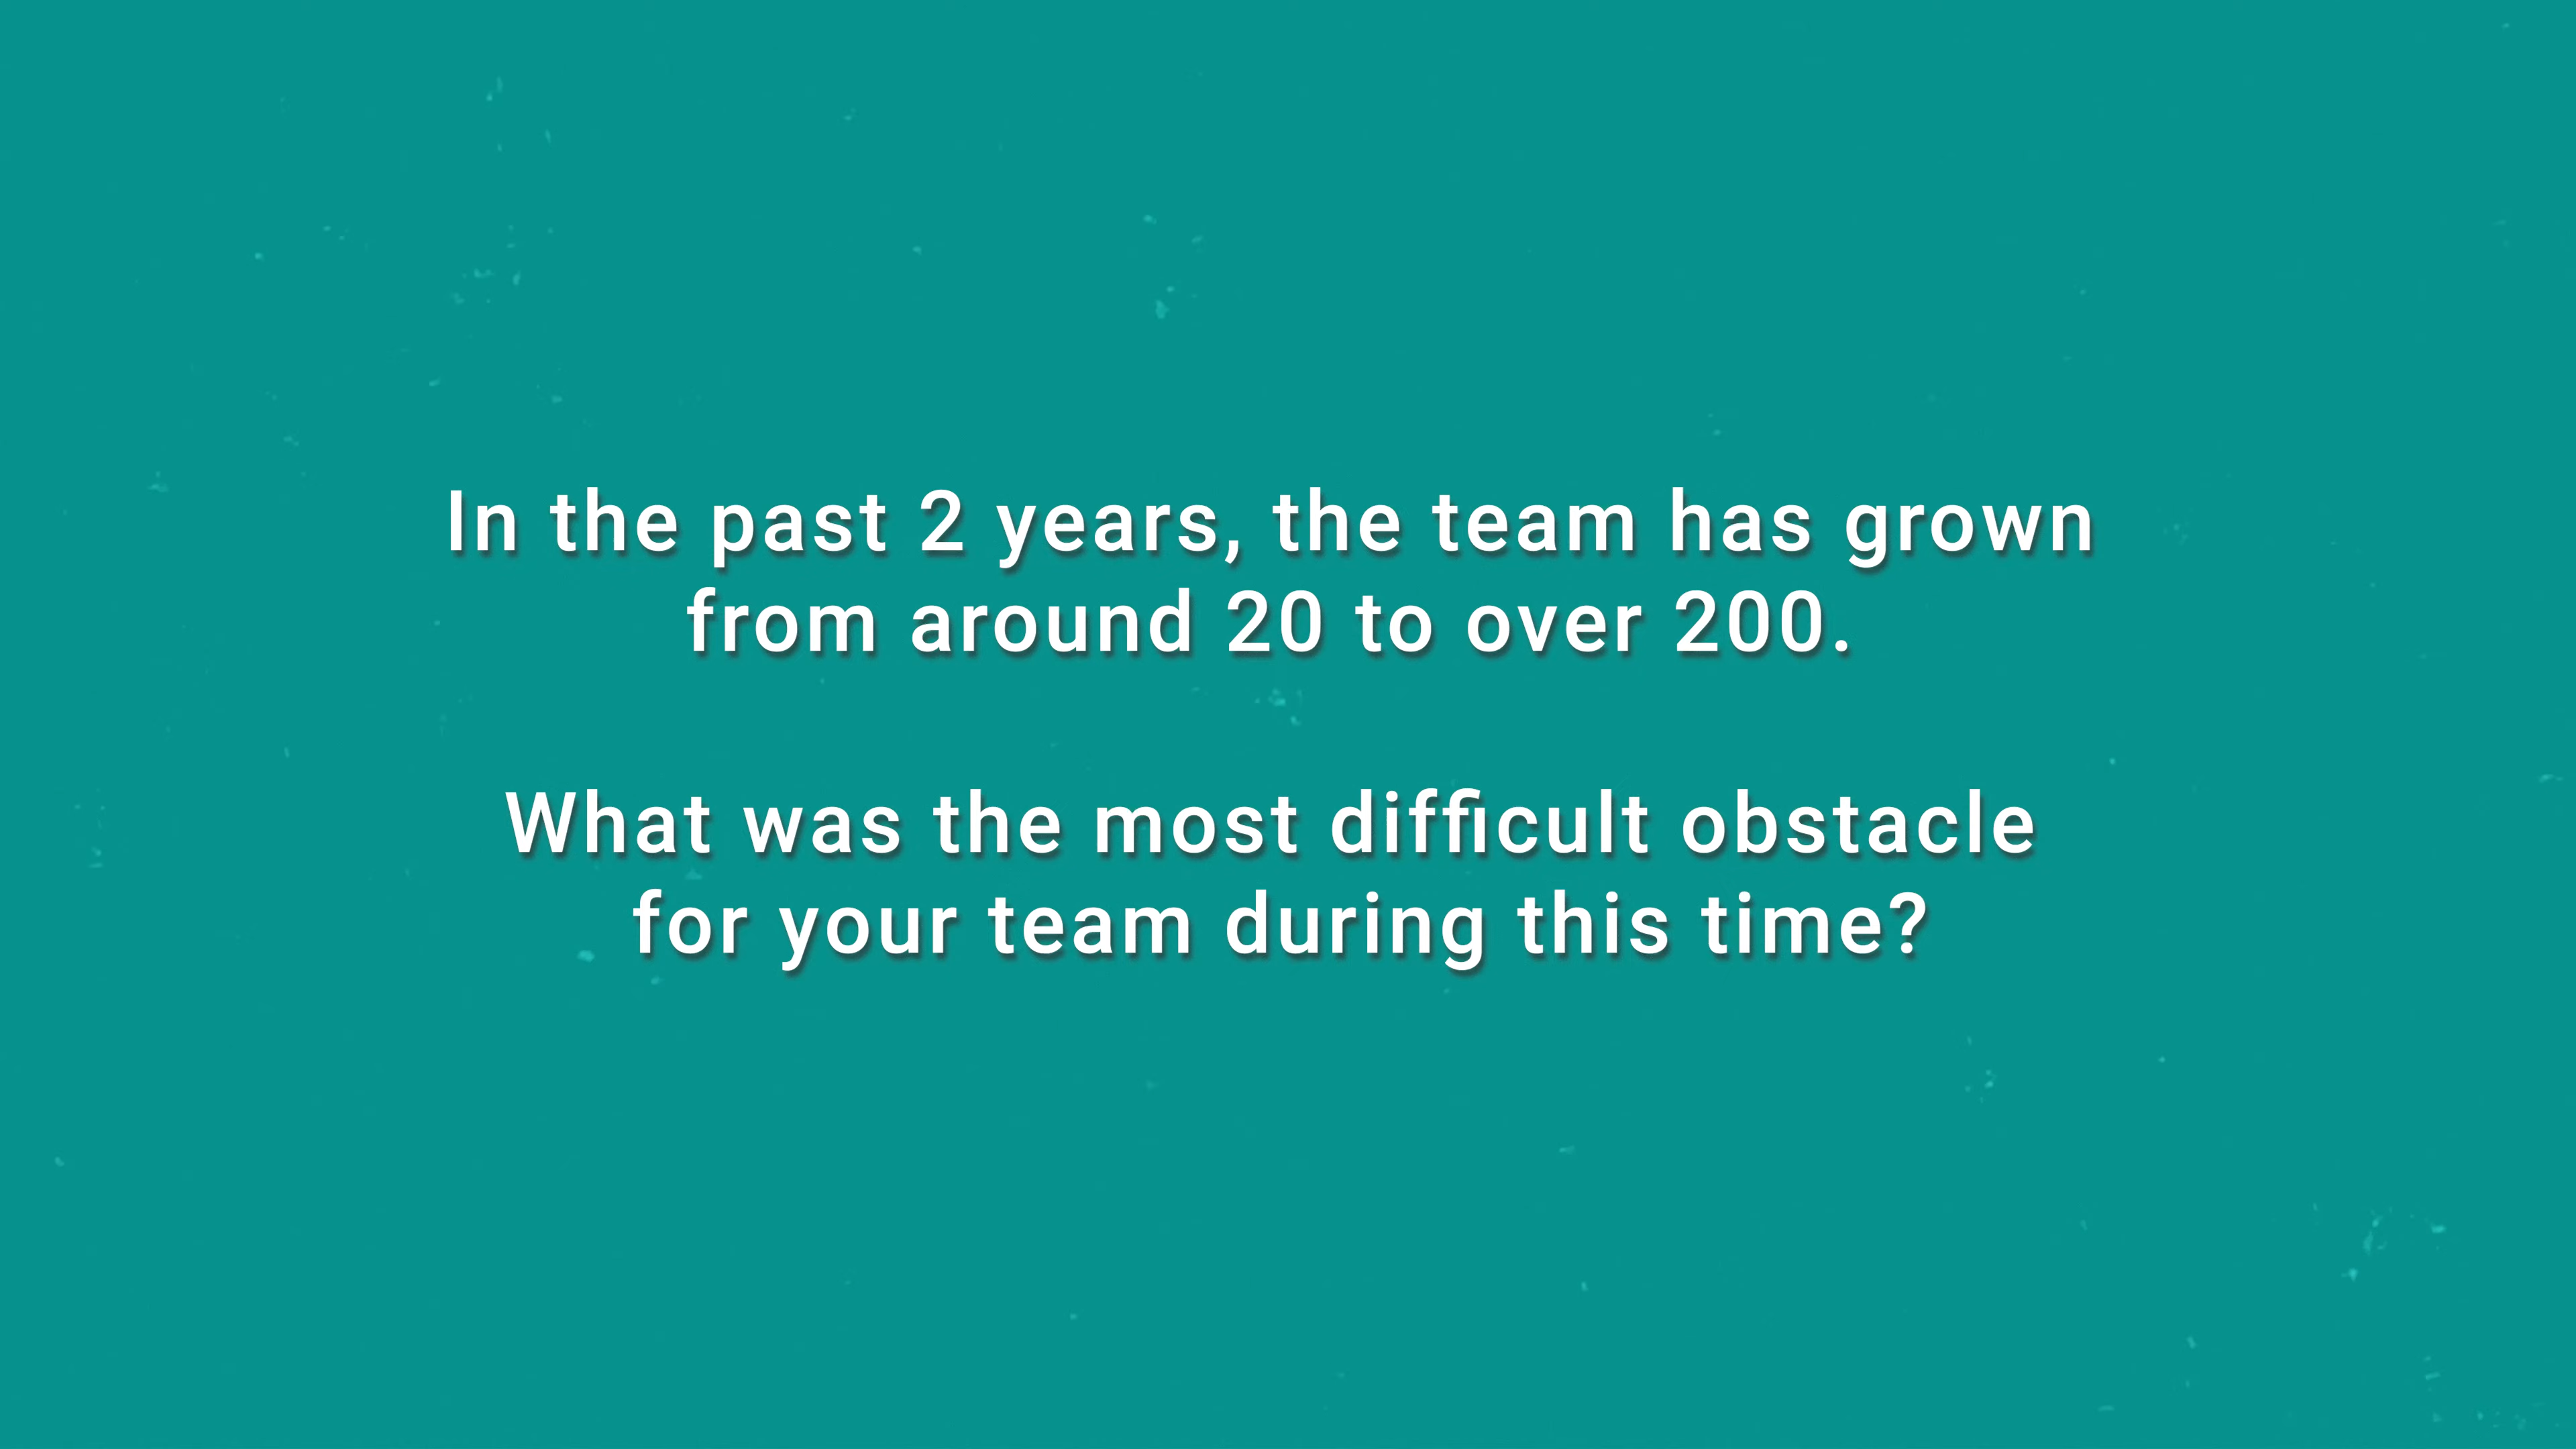 In the past 2 years, the team has grown
from around 20 to over 200.
What was the most difficult obstacle
for your team during this time?